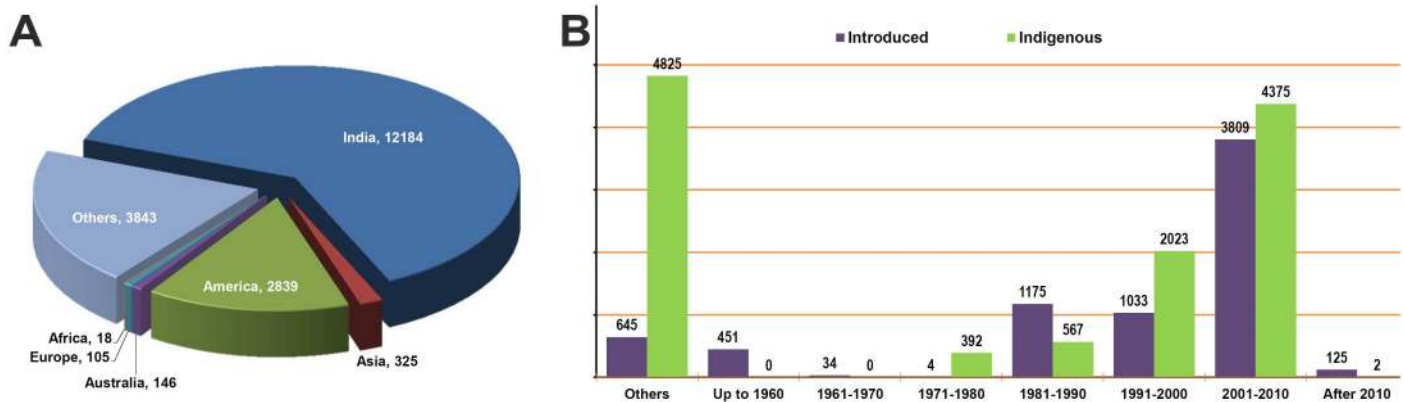 A
India, 12184
Others, 3843
America, 2839
Africa, 18
Europe, 105
Australia, 146
Asia, 325
B
Introduced
Indigenous
4825
645
451
0
34
0
4
392
1175
567
1033
2023
3809
4375
125
2
Others
Up to 1960
1961-1970
1971-1980
1981-1990
1991-2000
2001-2010
After 2010